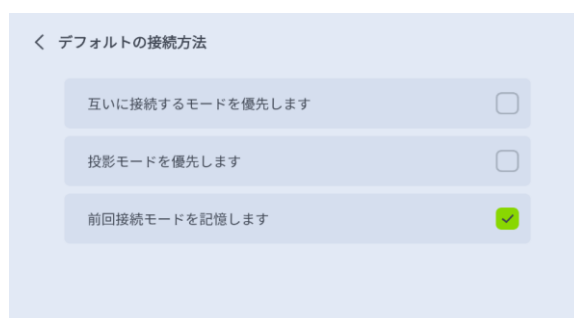 デフォルトの接続方法
互いに接続するモードを優先します
投影モードを優先します
前回接続モードを記憶します